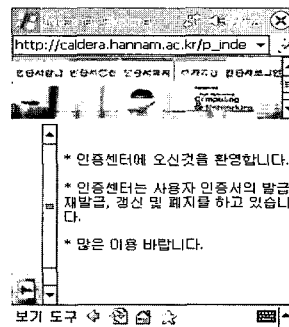 http://caldera.hannam.ac.kr/p_inde
Computing
& Networking
* 인증센터에 오신것을 환영합니다.
* 인증센터는 사용자 인증서의 발급
재발급, 갱신 및 폐지를 하고 있습니
다.
* 많은 이용 바랍니다.
보기 도구